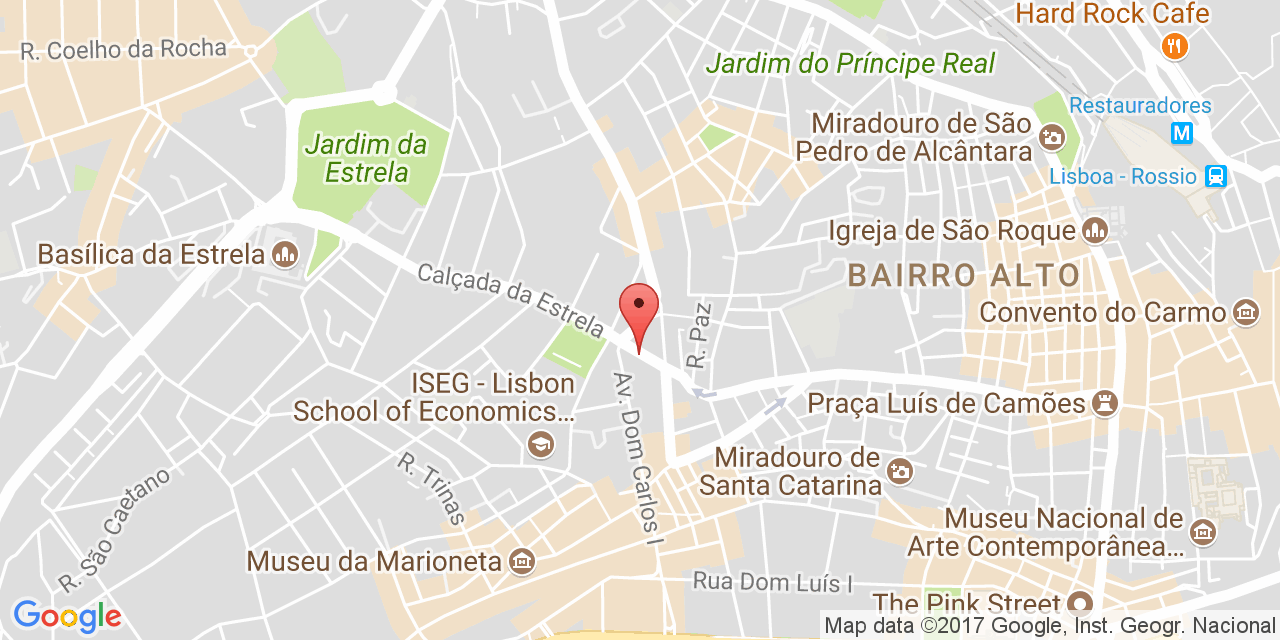 Hard Rock Cafe
R. Coelho da Rocha
Jardim do Príncipe Real
Restauradores
M
Miradouro de São
Pedro de Alcântara
Jardim da
Estrela
Lisboa - Rossio
Igreja de São Roque
Basílica da Estrela
BAIRRO ALTO
Calçada da Estrela
Convento do Carmo
R. Paz
ISEG - Lisbon
School of Economics...
Praça Luís de Camões
Av. Dom Carlos I
Miradouro de
Santa Catarina
R. Trinas
R. São Caetano
Museu Nacional de
Arte Contemporânea...
Museu da Marioneta
Rua Dom Luís I
The Pink Street
Google
Map data ©2017 Google, Inst. Geogr. Nacional